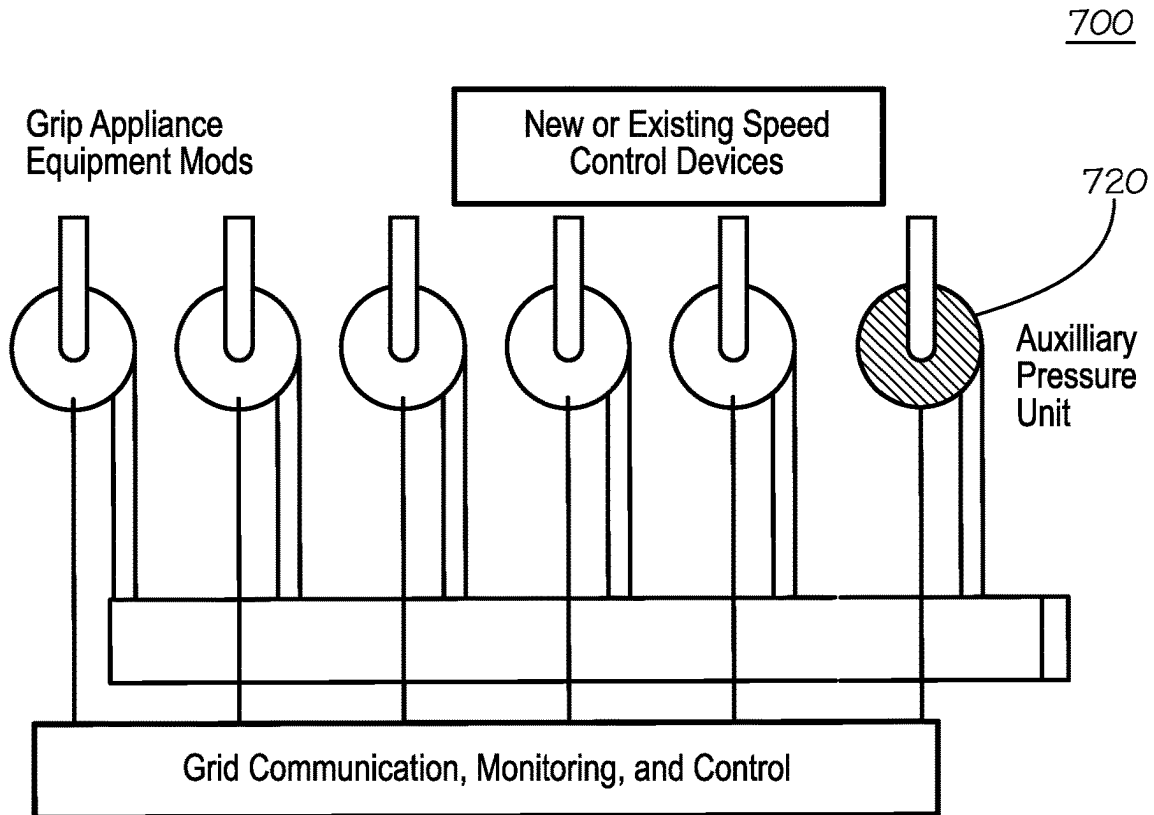 700
Grip Appliance
Equipment Mods
New or Existing Speed
Control Devices
720
Auxilliary
Pressure
Unit
Grid Communication, Monitoring, and Control